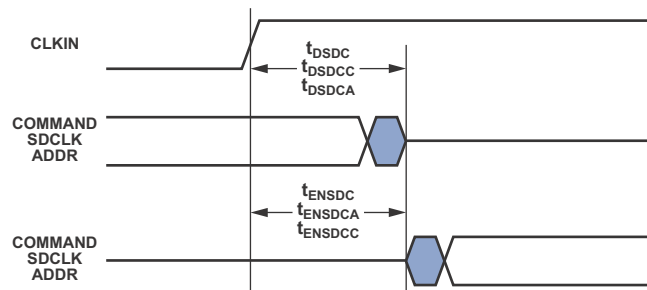 CLKIN
tDSDC
tDSDCC
tDSDCA
COMMAND
SDCLK
ADDR
tENSDC
tENSDCA
tENSDCC
COMMAND
SDCLK
ADDR